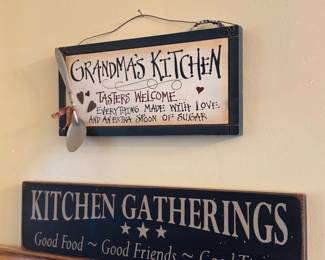 GRANDMA'S KITCHEN
TASTERS WELCOME
EVERYTHING MADE WITH LOVE
AND AN EXTRA SPOON OF SUGAR
KITCHEN GATHERINGS
Good Food ~ Good Friends ~ Good